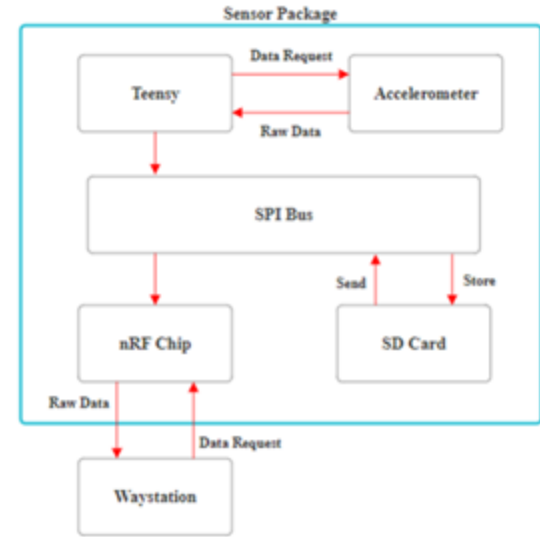 Sensor Package
Data Request
Teensy
Accelerometer
Raw Data
SPI Bus
Send
Store
nRF Chip
SD Card
Raw Data
Data Request
Waystation